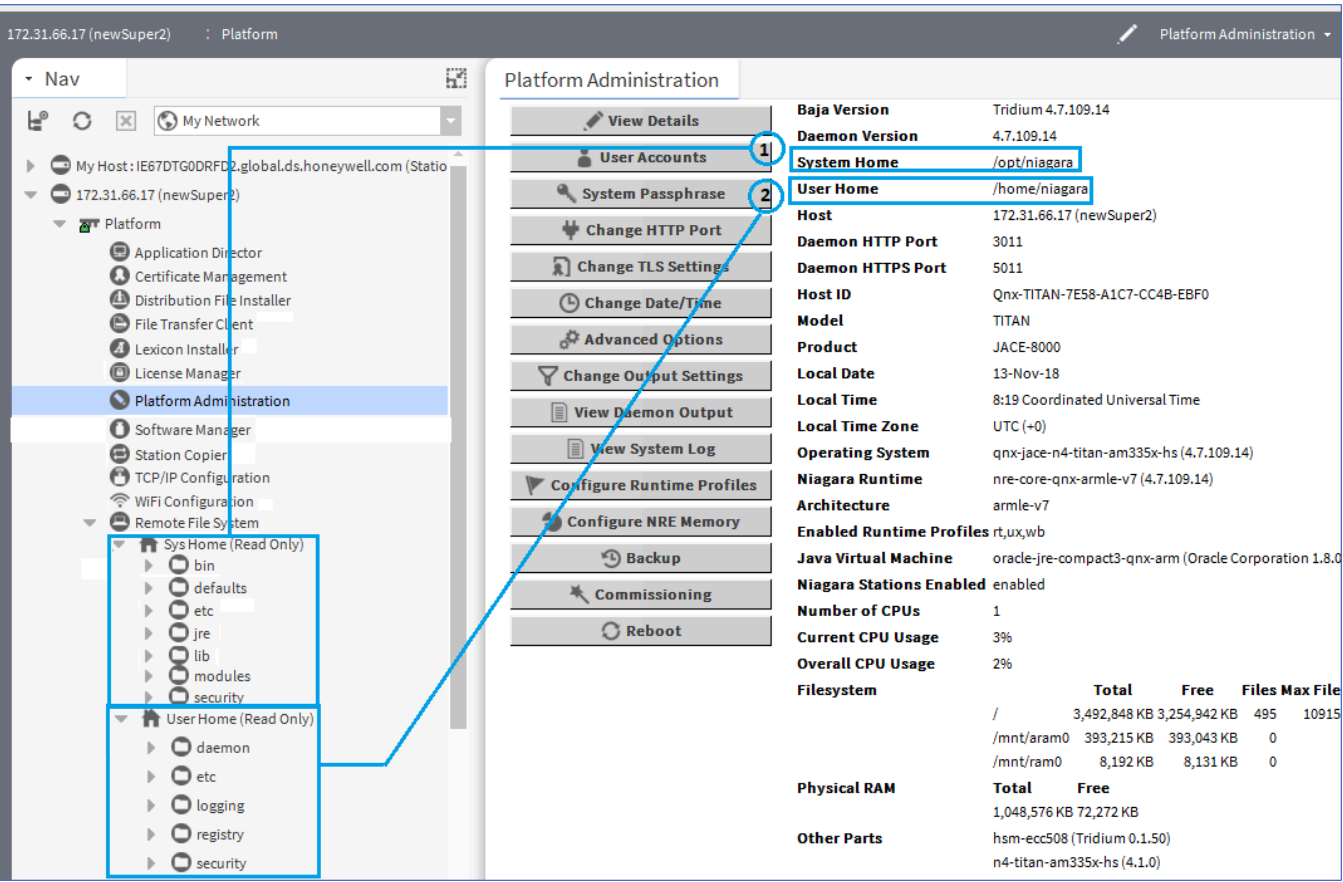 172.31.66.17 (newSuper2) : Platform
Platform Administration
Nav
My Network
My Host : IE67DTG0DRFD2.global.ds.honeywell.com (Statio
172.31.66.17 (newSuper2)
Platform
Application Director
Certificate Management
Distribution File Installer
File Transfer Client
Lexicon Installer
License Manager
Platform Administration
Software Manager
Station Copier
TCP/IP Configuration
WiFi Configuration
Remote File System
Sys Home (Read Only)
bin
defaults
etc
jre
lib
modules
security
User Home (Read Only)
daemon
etc
logging
registry
security
Platform Administration
View Details
User Accounts
System Passphrase
Change HTTP Port
Change TLS Settings
Change Date/Time
Advanced Options
Change Output Settings
View Daemon Output
View System Log
Configure Runtime Profiles
Configure NRE Memory
Backup
Commissioning
Reboot
1
2
Baja Version Tridium 4.7.109.14
Daemon Version 4.7.109.14
System Home /opt/niagara
User Home /home/niagara
Host 172.31.66.17 (newSuper2)
Daemon HTTP Port 3011
Daemon HTTPS Port 5011
Host ID Qnx-TITAN-7E58-A1C7-CC4B-EBF0
Model TITAN
Product JACE-8000
Local Date 13-Nov-18
Local Time 8:19 Coordinated Universal Time
Local Time Zone UTC (+0)
Operating System qnx-jace-n4-titan-am335x-hs (4.7.109.14)
Niagara Runtime nre-core-qnx-armle-v7 (4.7.109.14)
Architecture armle-v7
Enabled Runtime Profiles rt,ux,wb
Java Virtual Machine oracle-jre-compact3-qnx-arm (Oracle Corporation 1.8.0
Niagara Stations Enabled enabled
Number of CPUs 1
Current CPU Usage 3%
Overall CPU Usage 2%
Filesystem Total Free Files Max File
/ 3,492,848 KB 3,254,942 KB 495 10915
/mnt/aram0 393,215 KB 393,043 KB 0
/mnt/ram0 8,192 KB 8,131 KB 0
Physical RAM Total Free
1,048,576 KB 72,272 KB
Other Parts hsm-ecc508 (Tridium 0.1.50)
n4-titan-am335x-hs (4.1.0)